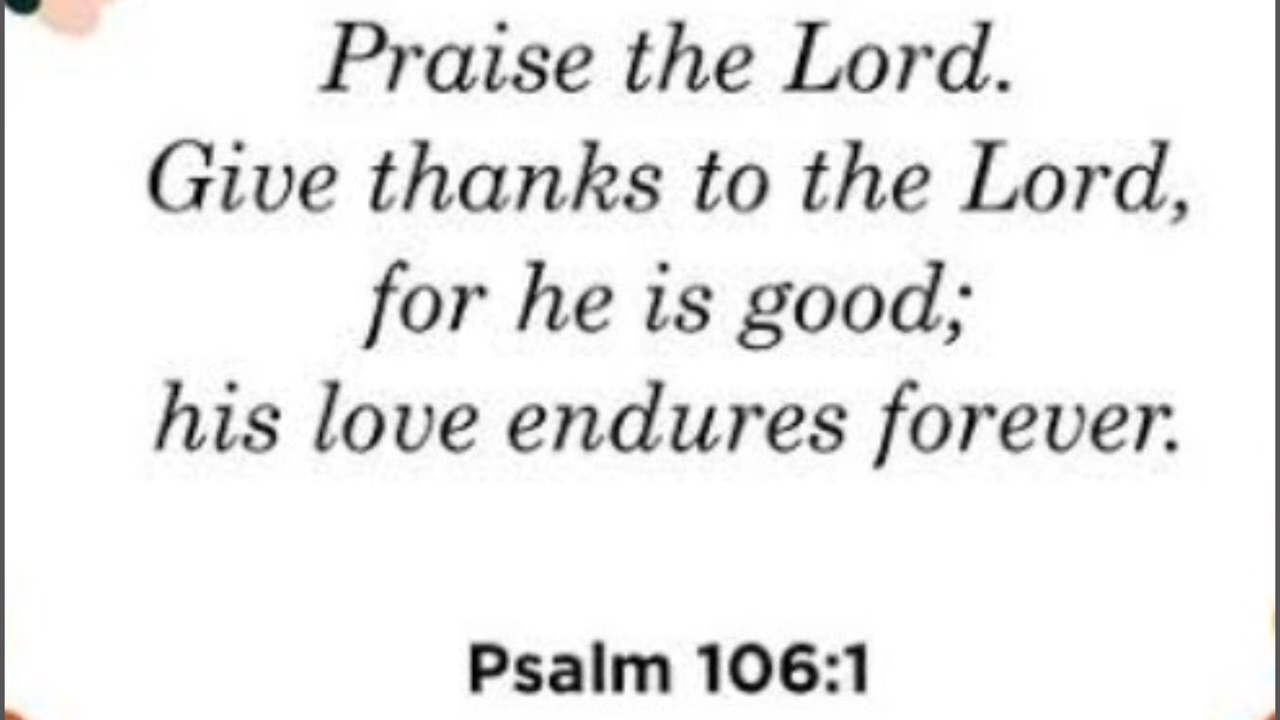 Praise the Lord.
Give thanks to the Lord,
for he is good;
his love endures forever.
Psalm 106:1